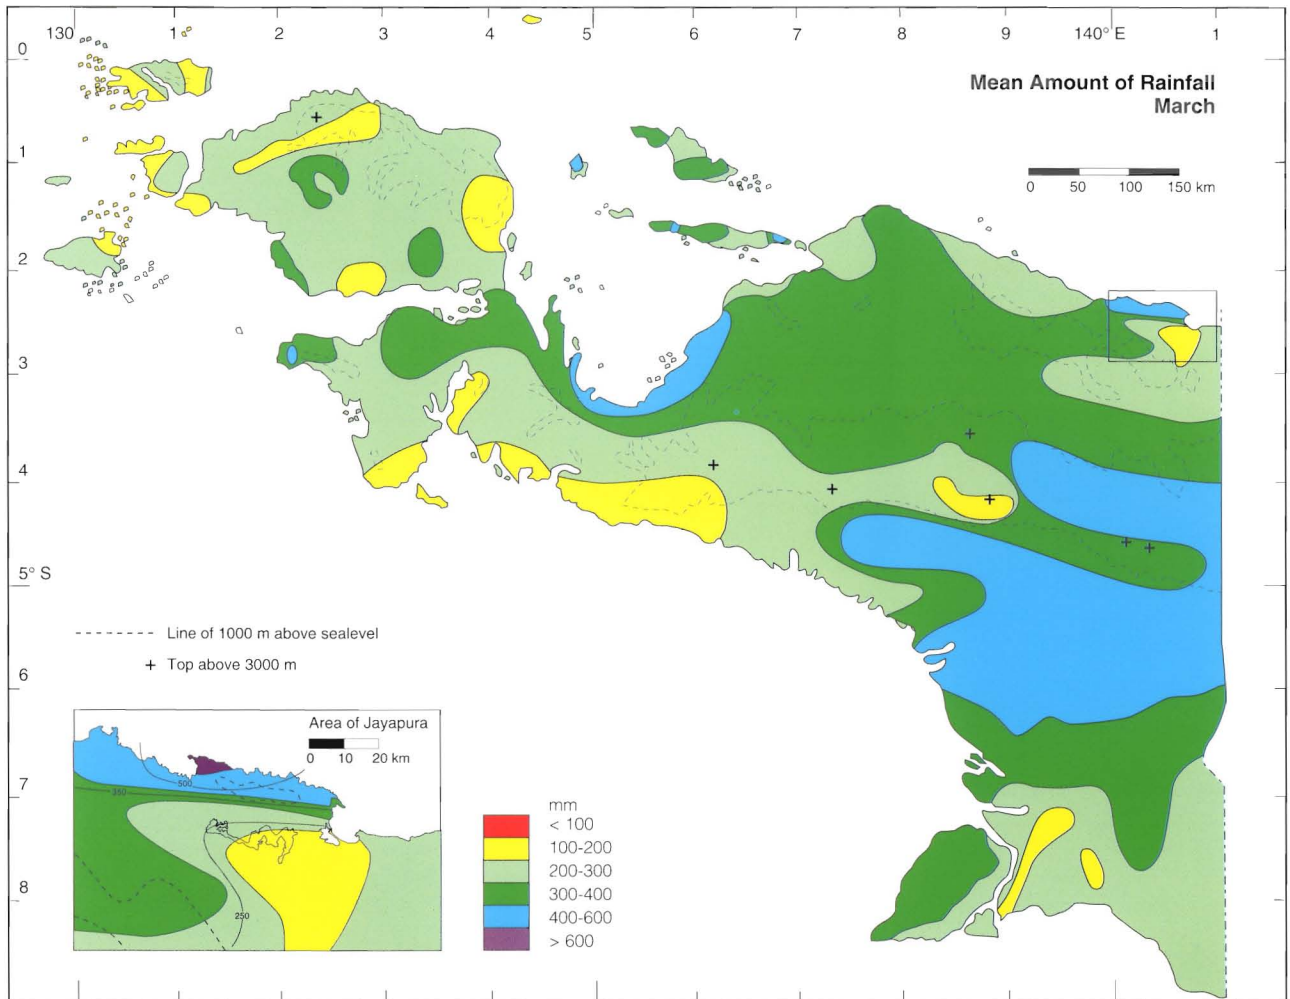 130 1 2 3 4 5 6 7 8 9 140° E 1
0
1
2
3
4
5° S
6
7
8
Mean Amount of Rainfall
March
0 50 100 150 km
Line of 1000 m above sealevel
+ Top above 3000 m
Area of Jayapura
0 10 20 km
500
350
250
mm
< 100
100-200
200-300
300-400
400-600
> 600